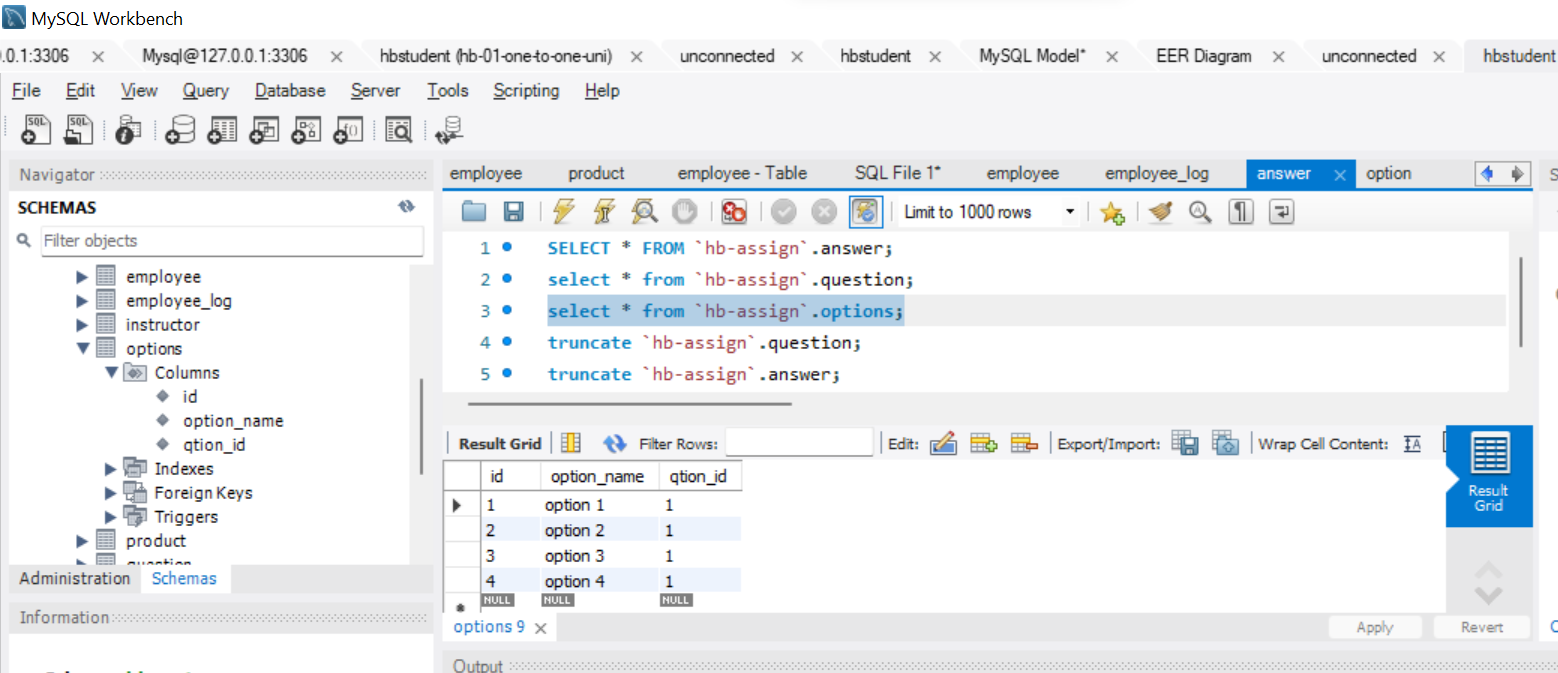 MySQL Workbench
.0.1:3306 Mysql@127.0.0.1:3306 hbstudent (hb-01-one-to-one-uni) unconnected hbstudent MySQL Model* EER Diagram unconnected hbstudent
File Edit View Query Database Server Tools Scripting Help
Navigator
SCHEMAS
Filter objects
employee
employee_log
instructor
options
Columns
id
option_name
qtion_id
Indexes
Foreign Keys
Triggers
product
question
Administration Schemas
Information
employee product employee - Table SQL File 1* employee employee_log answer option
Limit to 1000 rows
1 SELECT * FROM `hb-assign`.answer;
2 select * from `hb-assign`.question;
3 select * from `hb-assign`.options;
4 truncate `hb-assign`.question;
5 truncate `hb-assign`.answer;
Result Grid Filter Rows: Edit: Export/Import: Wrap Cell Content:
id option_name qtion_id
1 option 1 1
2 option 2 1
3 option 3 1
4 option 4 1
NULL NULL NULL
Result
Grid
options 9 Apply Revert
Output